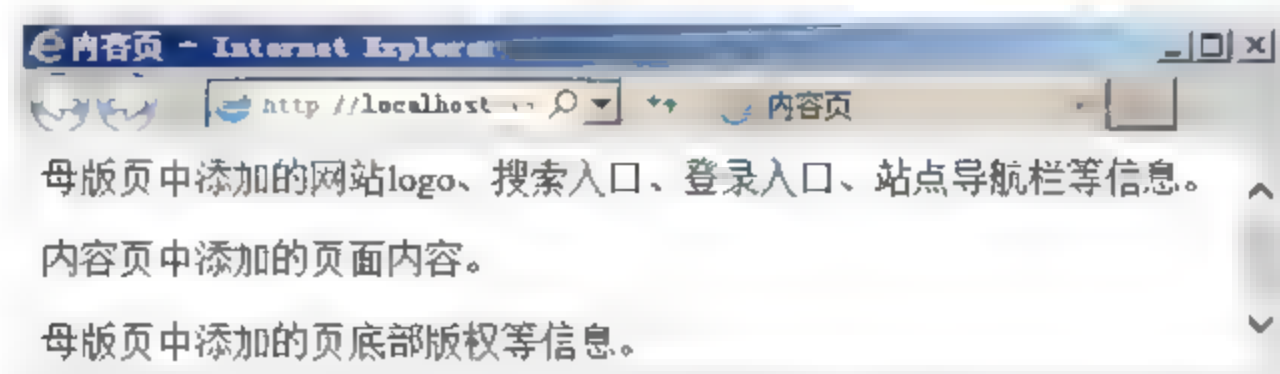 内容页 - Internet Explorer
http //localhost 内容页
母版页中添加的网站logo、搜索入口、登录入口、站点导航栏等信息。
内容页中添加的页面内容。
母版页中添加的页底部版权等信息。